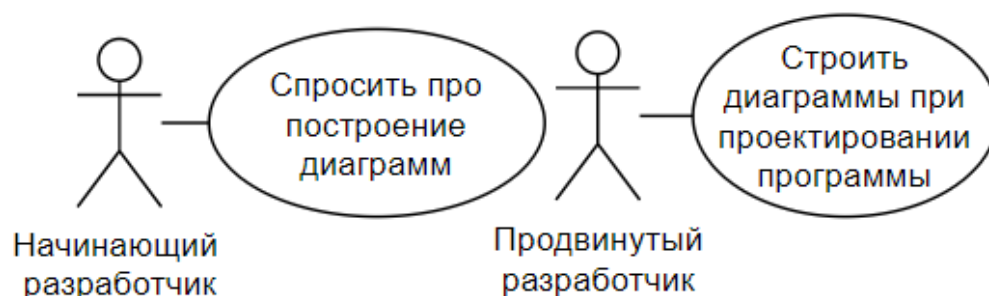 Спросить про
построение
диаграмм
Начинающий
разработчик
Строить
диаграммы при
проектировании
программы
Продвинутый
разработчик